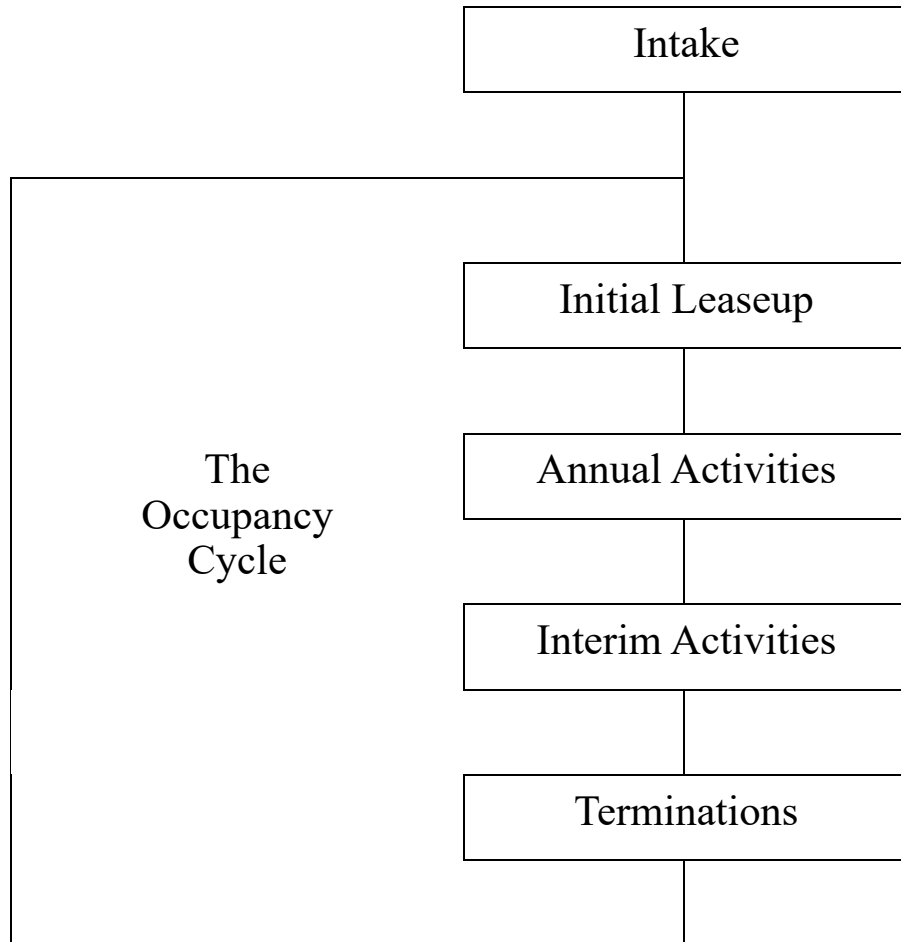 Intake
Initial Leaseup
The
Occupancy
Cycle
Annual Activities
Interim Activities
Terminations